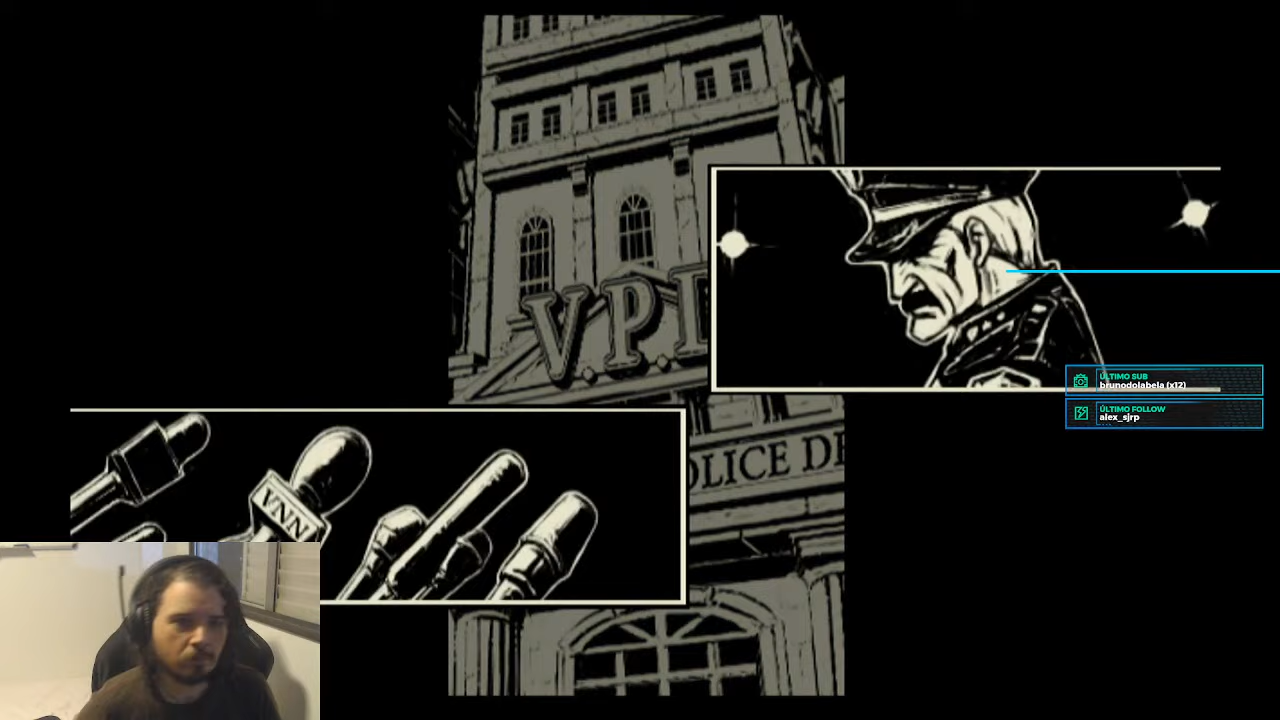 V.P.D
OLICE DE
VNN
ÚLTIMO SUB
brunodolabela (x12)
ÚLTIMO FOLLOW
alex_sjrp